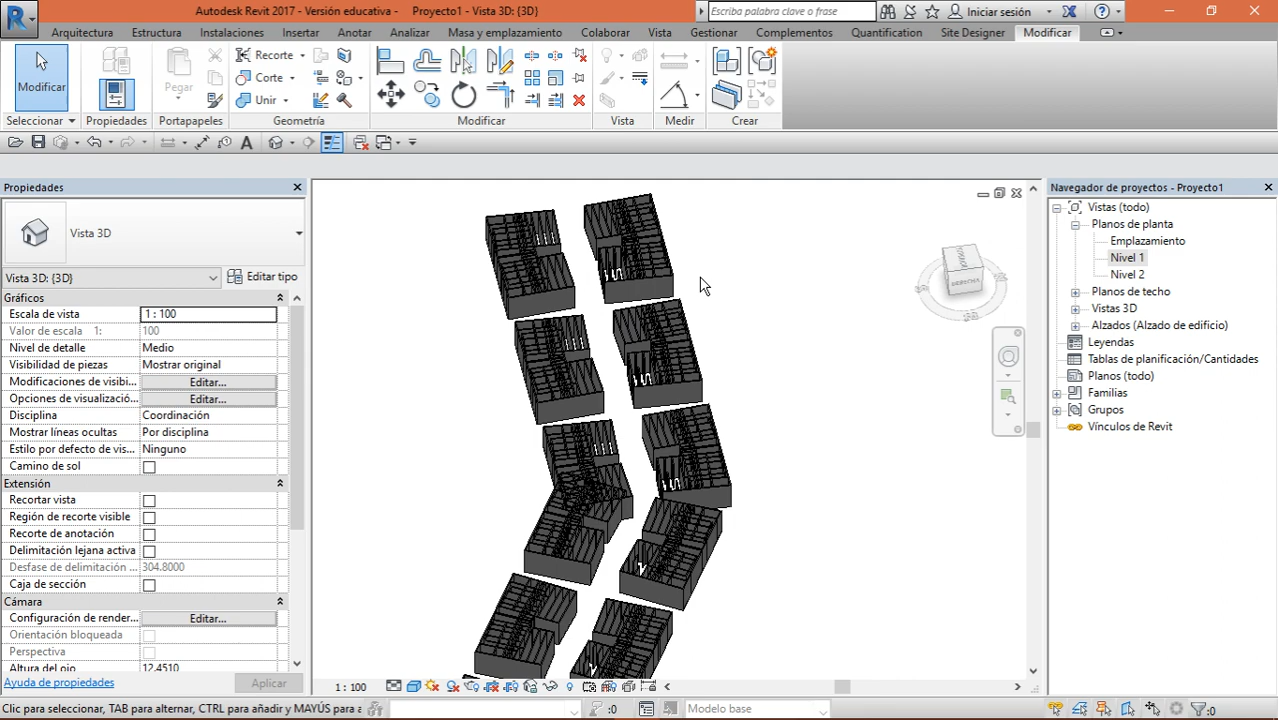 Autodesk Revit 2017 - Versión educativa - Proyecto1 - Vista 3D: {3D}
Escriba palabra clave o frase
Iniciar sesión
Arquitectura Estructura Instalaciones Insertar Anotar Analizar Masa y emplazamiento Colaborar Vista Gestionar Complementos Quantification Site Designer Modificar
Modificar
Pegar
Recorte
Corte
Unir
Seleccionar Propiedades Portapapeles Geometría Modificar Vista Medir Crear
Propiedades
Vista 3D
Vista 3D: {3D} Editar tipo
Gráficos
Escala de vista 1 : 100
Valor de escala 1: 100
Nivel de detalle Medio
Visibilidad de piezas Mostrar original
Modificaciones de visibi... Editar...
Opciones de visualizació... Editar...
Disciplina Coordinación
Mostrar líneas ocultas Por disciplina
Estilo por defecto de vis... Ninguno
Camino de sol
Extensión
Recortar vista
Región de recorte visible
Recorte de anotación
Delimitación lejana activa
Desfase de delimitación ... 304.8000
Caja de sección
Cámara
Configuración de render... Editar...
Orientación bloqueada
Perspectiva
Altura del ojo 12.4510
Ayuda de propiedades Aplicar
DERECHA
Navegador de proyectos - Proyecto1
Vistas (todo)
Planos de planta
Emplazamiento
Nivel 1
Nivel 2
Planos de techo
Vistas 3D
Alzados (Alzado de edificio)
Leyendas
Tablas de planificación/Cantidades
Planos (todo)
Familias
Grupos
Vínculos de Revit
1 : 100
Clic para seleccionar, TAB para alternar, CTRL para añadir y MAYÚS para a
:0
Modelo base
:0